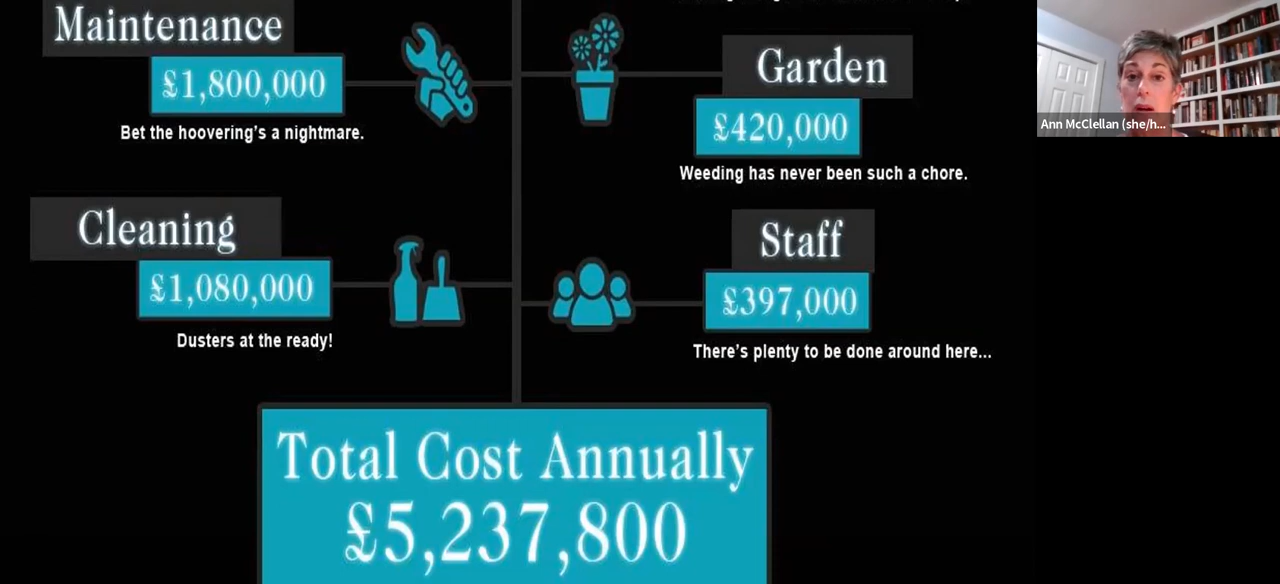 Maintenance
£1,800,000
Bet the hoovering's a nightmare.
Garden
£420,000
Weeding has never been such a chore.
Cleaning
£1,080,000
Dusters at the ready!
Staff
£397,000
There's plenty to be done around here...
Total Cost Annually
£5,237,800
Ann McClellan (she/h...